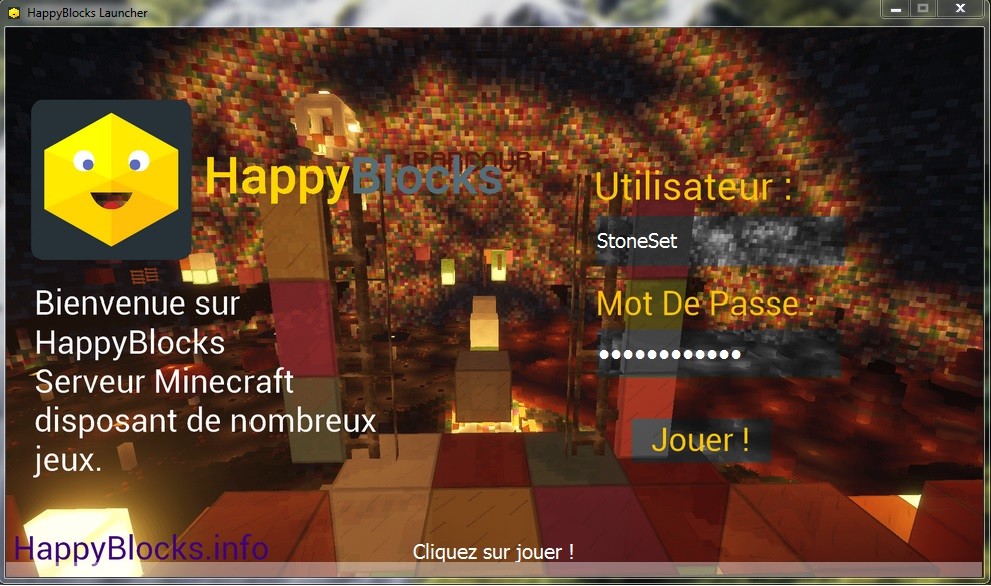 HappyBlocks Launcher
PARCOUR !
HappyBlocks
Utilisateur :
StoneSet
Mot De Passe :
••••••••••••
Bienvenue sur
HappyBlocks
Serveur Minecraft
disposant de nombreux
jeux.
Jouer !
HappyBlocks.info
Cliquez sur jouer !